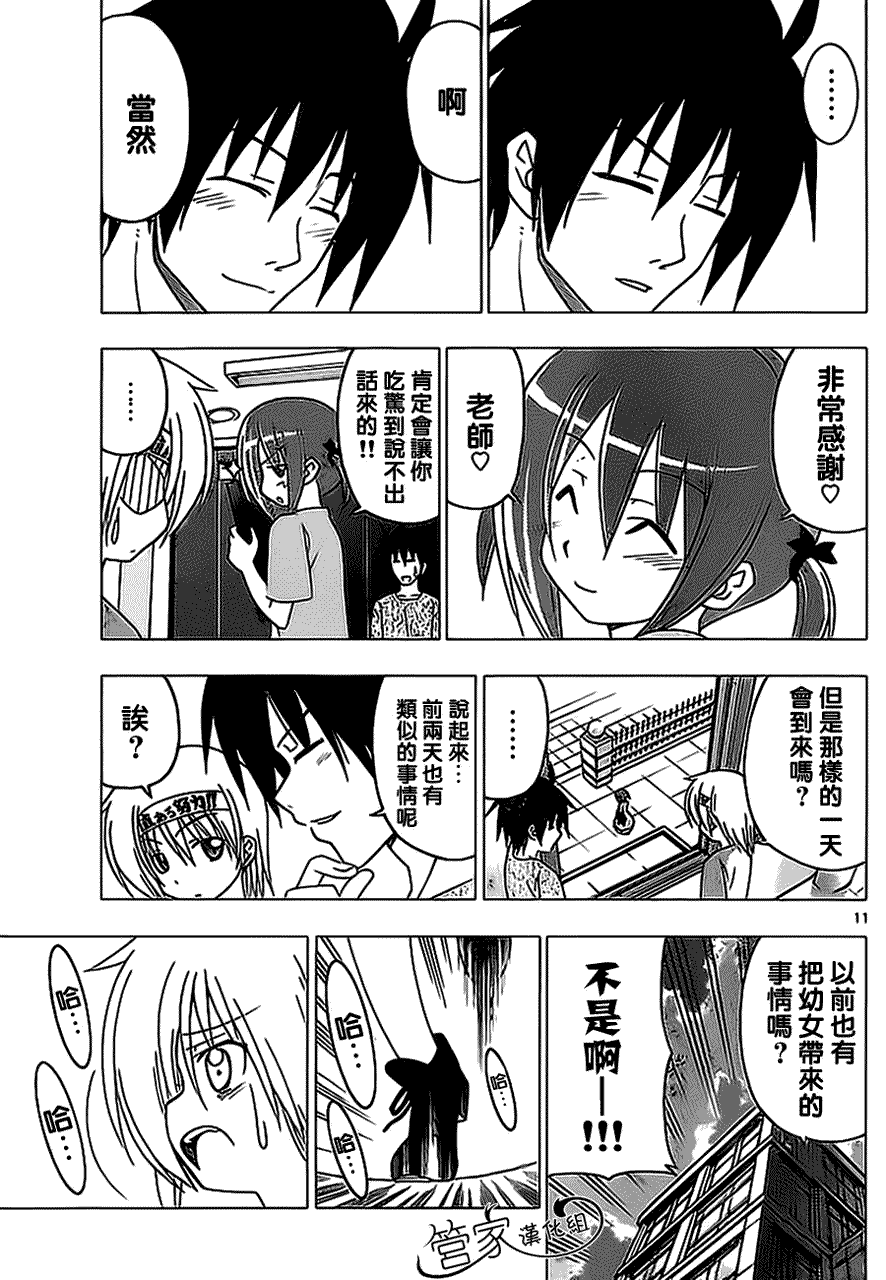 ……
啊
當然
非常感謝♡
老師♡
肯定會讓你
吃驚到說不出
話來的!!
……
但是那樣的一天
會到來嗎?
……
說起來…
前兩天也有
類似的事情呢
誒?
努力!!
11
以前也有
把幼女帶來的
事情嗎?
不是啊—!!!
哈…
哈…
哈…
哈…
哈…
管家
漢化組